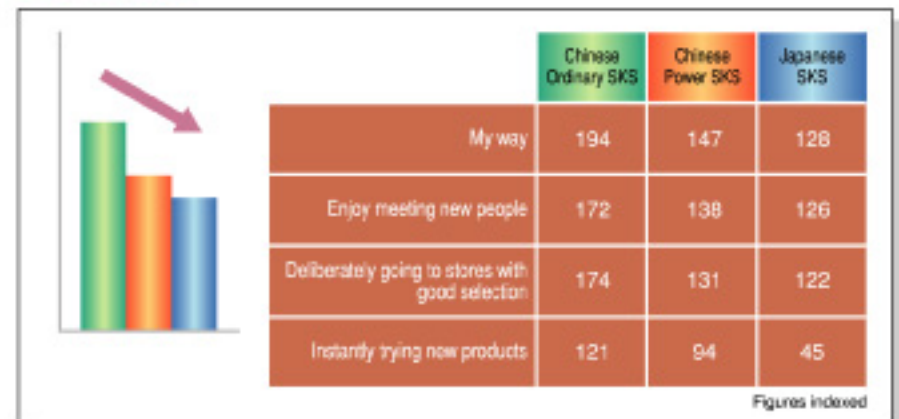 Chinese Ordinary SKS
Chinese Power SKS
Japanese SKS
My way 194 147 128
Enjoy meeting new people 172 138 126
Deliberately going to stores with
good selection 174 131 122
Instantly trying new products 121 94 45
Figures indexed